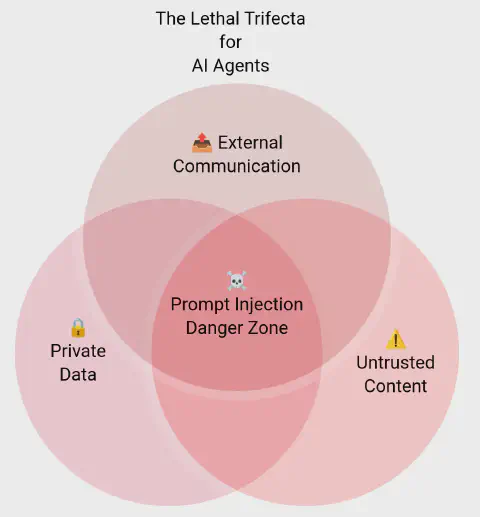 The Lethal Trifecta
for
AI Agents
📤 External
Communication
☠️
Prompt Injection
Danger Zone
🔒
Private
Data
⚠️
Untrusted
Content